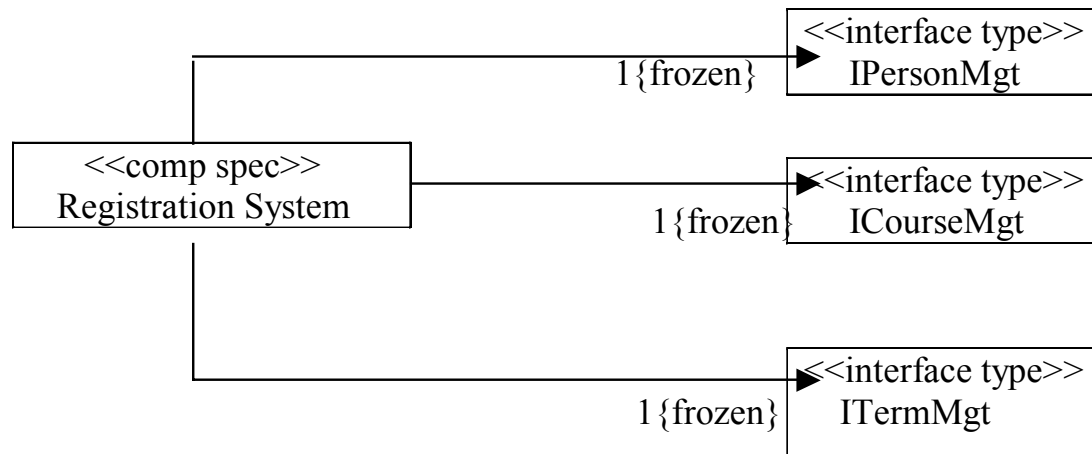 <<interface type>>
IPersonMgt
1{frozen}
<<comp spec>>
Registration System
<<interface type>>
ICourseMgt
1{frozen}
<<interface type>>
ITermMgt
1{frozen}